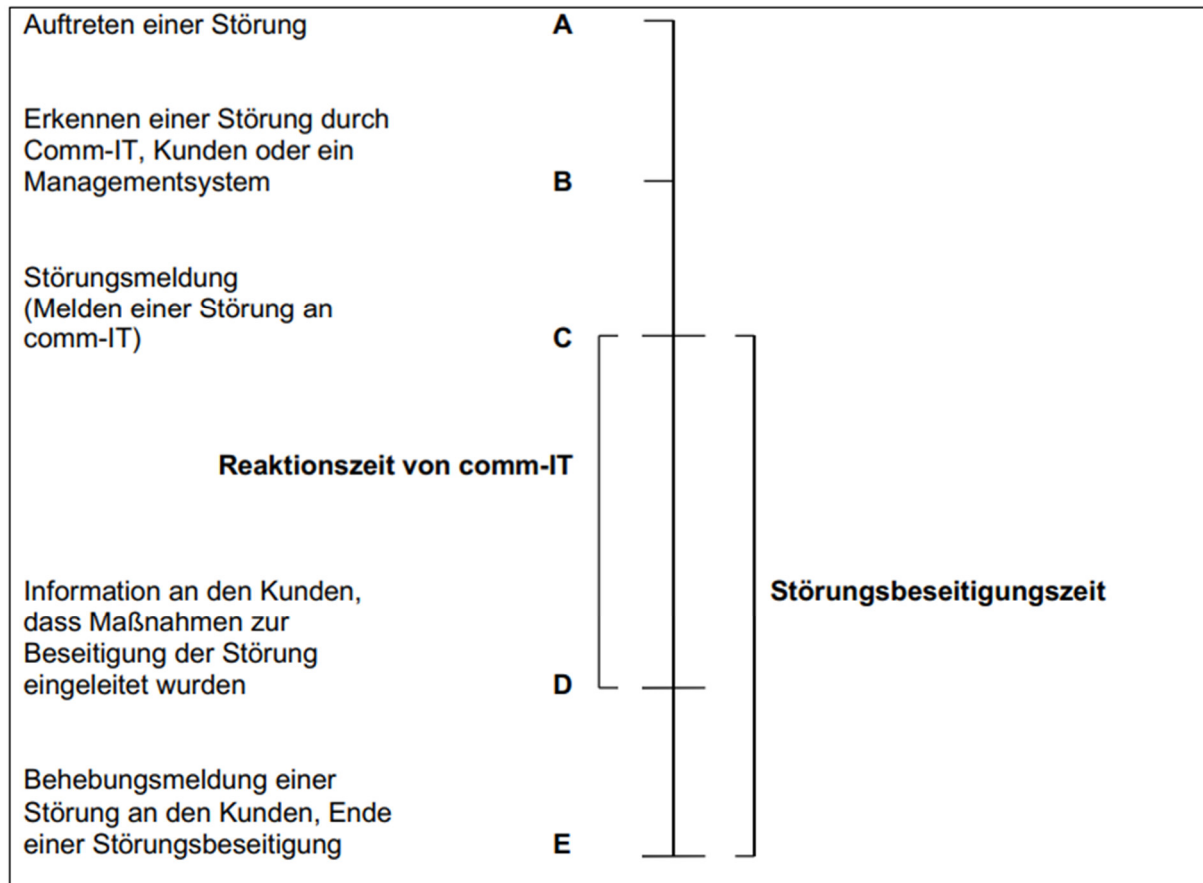 Auftreten einer Störung A
Erkennen einer Störung durch
Comm-IT, Kunden oder ein
Managementsystem B
Störungsmeldung
(Melden einer Störung an
comm-IT) C
Reaktionszeit von comm-IT
Information an den Kunden,
dass Maßnahmen zur
Beseitigung der Störung
eingeleitet wurden D
Störungsbeseitigungszeit
Behebungsmeldung einer
Störung an den Kunden, Ende
einer Störungsbeseitigung E